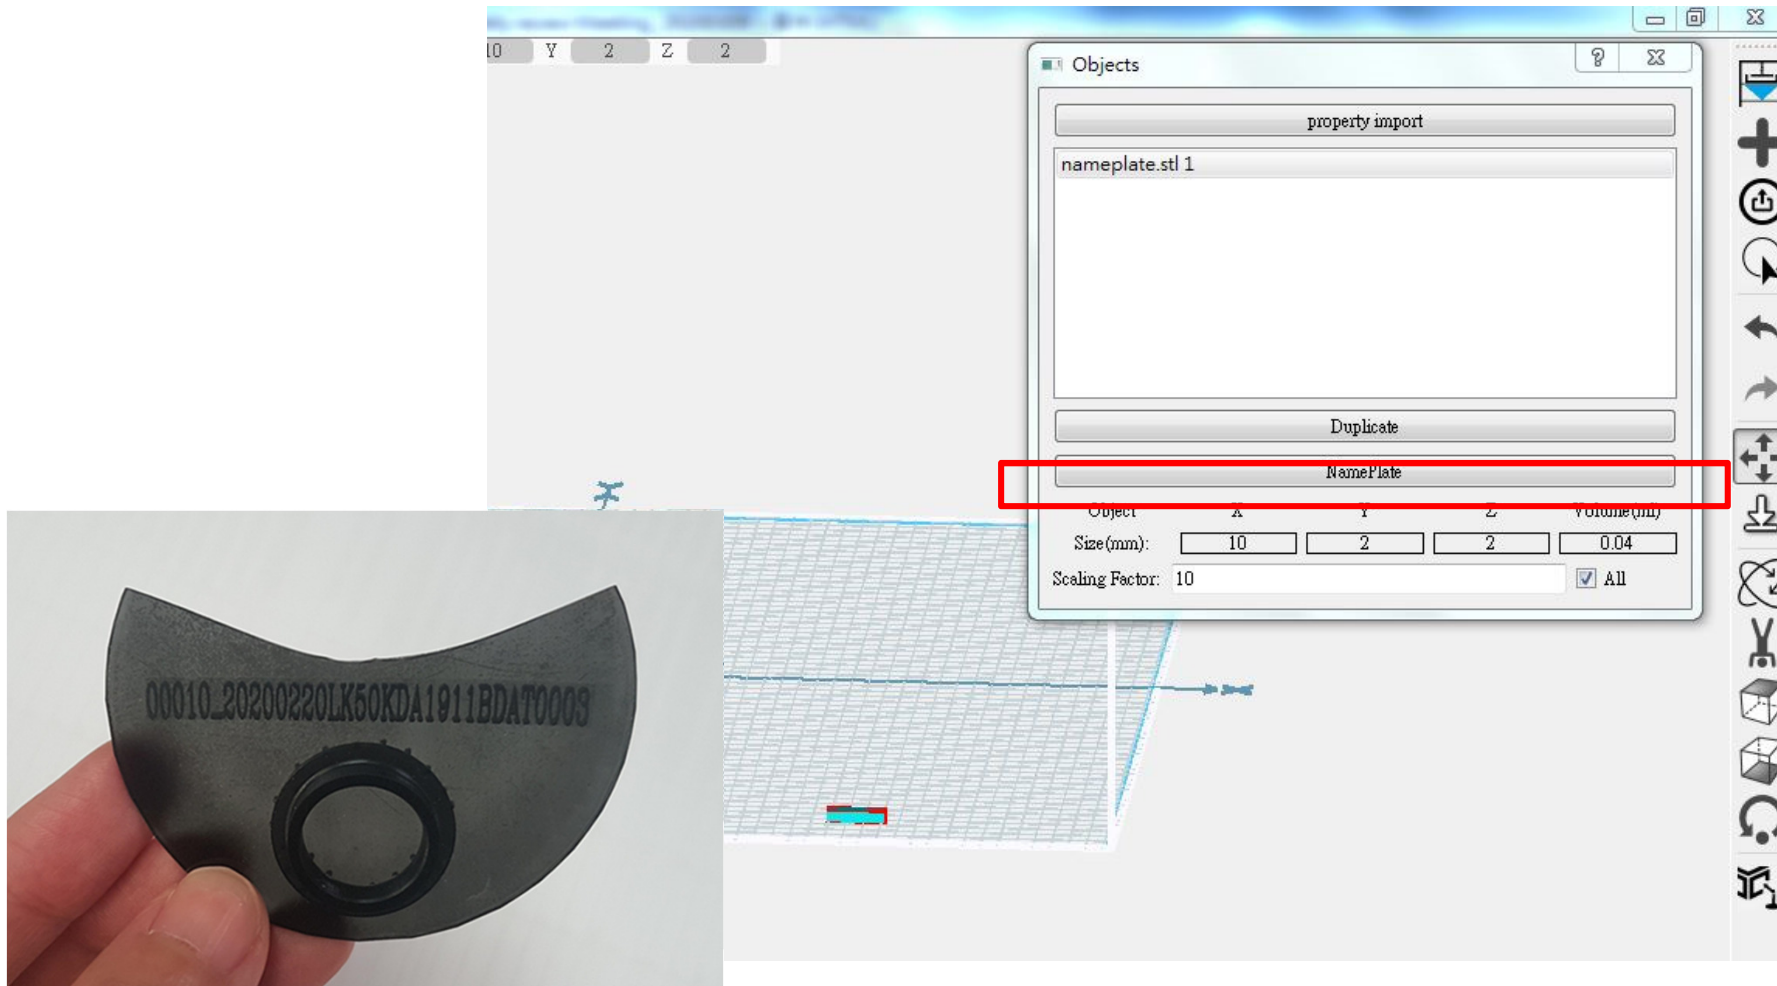 10 Y 2 Z 2
Objects
property import
nameplate.stl 1
Duplicate
NamePlate
Object X Y Z Volume(ml)
Size(mm): 10 2 2 0.04
Scaling Factor: 10 All
X
00010_20200220LK50KDA1911BDAT000S